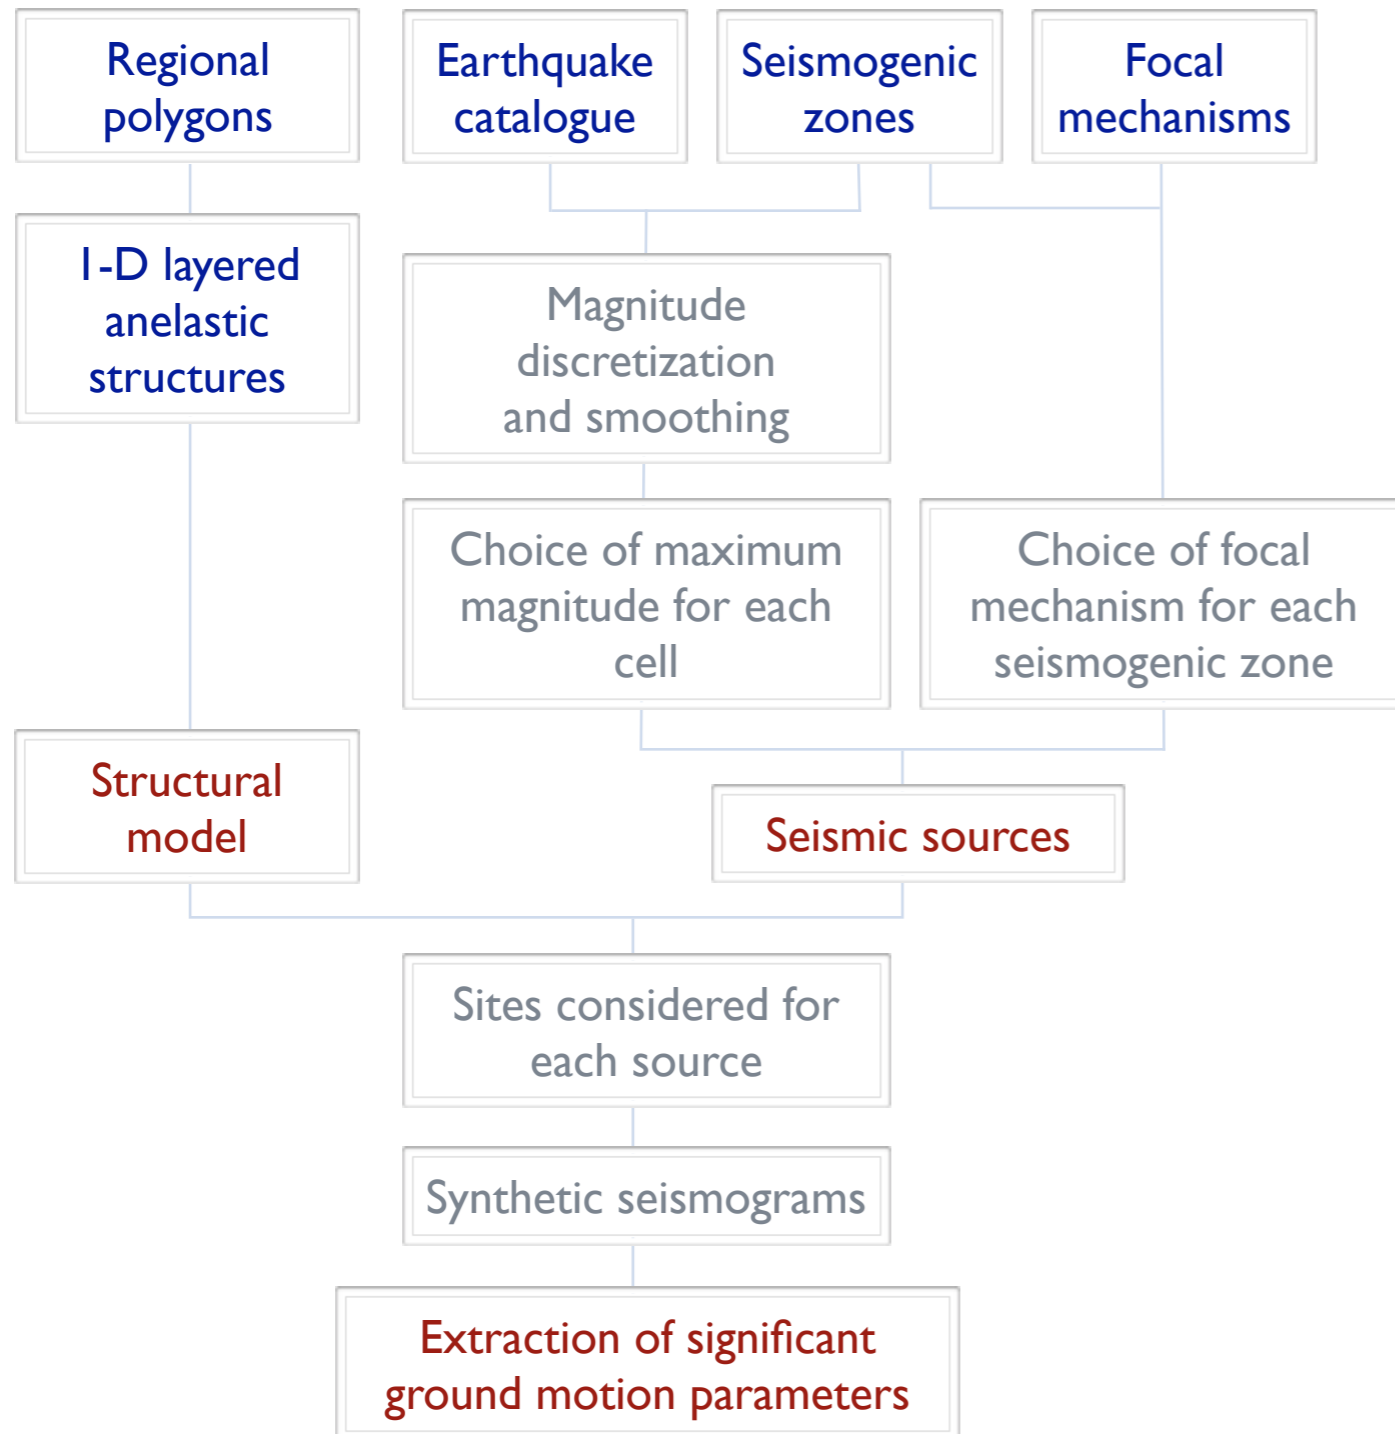 Regional
polygons
Earthquake
catalogue
Seismogenic
zones
Focal
mechanisms
1-D layered
anelastic
structures
Magnitude
discretization
and smoothing
Choice of maximum
magnitude for each
cell
Choice of focal
mechanism for each
seismogenic zone
Structural
model
Seismic sources
Sites considered for
each source
Synthetic seismograms
Extraction of significant
ground motion parameters